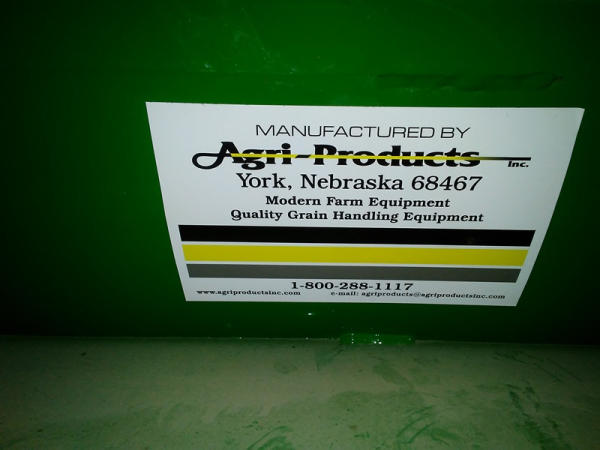 MANUFACTURED BY
Agri-Products Inc.
York, Nebraska 68467
Modern Farm Equipment
Quality Grain Handling Equipment
1-800-288-1117
www.agriproductsinc.com e-mail: agriproducts@agriproductsinc.com